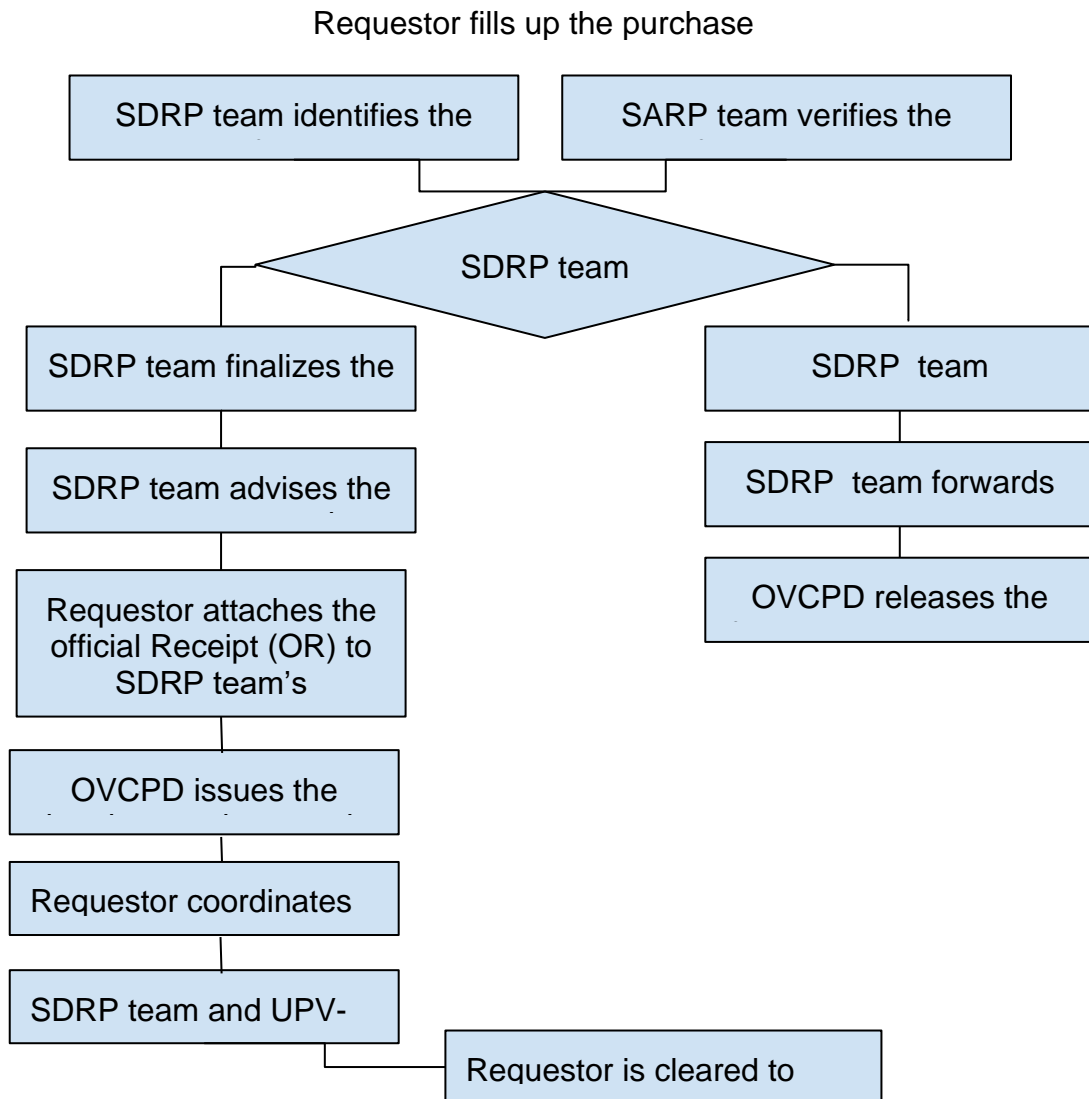 Requestor fills up the purchase
SDRP team identifies the
SARP team verifies the
SDRP team
SDRP team finalizes the
SDRP team advises the
Requestor attaches the
official Receipt (OR) to
SDRP team’s
OVCPD issues the
Requestor coordinates
SDRP team and UPV-
Requestor is cleared to
SDRP  team
SDRP  team forwards
OVCPD releases the